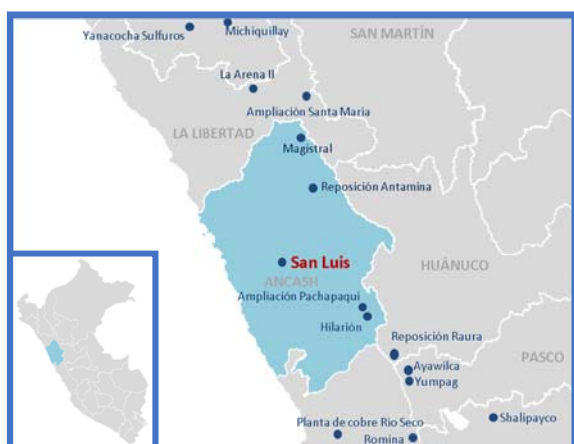 Michiquillay
Yanacocha Sulfuros
SAN MARTÍN
La Arena II
Ampliación Santa Maria
LA LIBERTAD
Magistral
Reposición Antamina
San Luis
HUÁNUCO
ANCASH
Ampliación Pachapaqui
Hilarión
Reposición Raura
PASCO
Ayawilca
Yumpag
Shalipayco
Planta de cobre Rio Seco
Romina